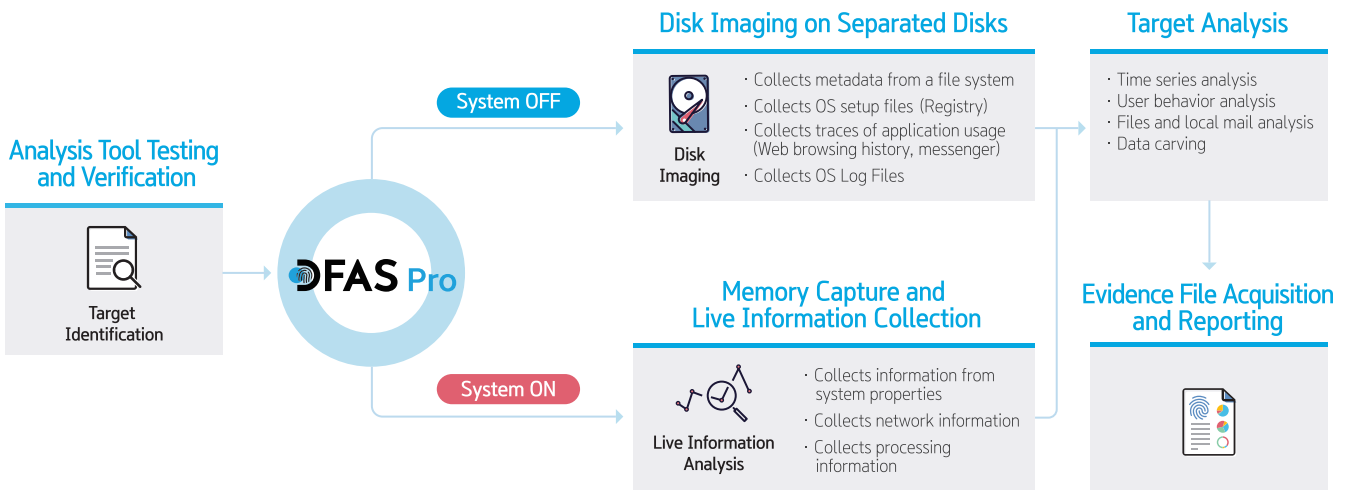 Analysis Tool Testing
and Verification
Target
Identification
DFAS Pro
System OFF
Disk Imaging on Separated Disks
Disk
Imaging
· Collects metadata from a file system
· Collects OS setup files (Registry)
· Collects traces of application usage
(Web browsing history, messenger)
· Collects OS Log Files
System ON
Memory Capture and
Live Information Collection
Live Information
Analysis
· Collects information from
system properties
· Collects network information
· Collects processing
information
Target Analysis
· Time series analysis
· User behavior analysis
· Files and local mail analysis
· Data carving
Evidence File Acquisition
and Reporting